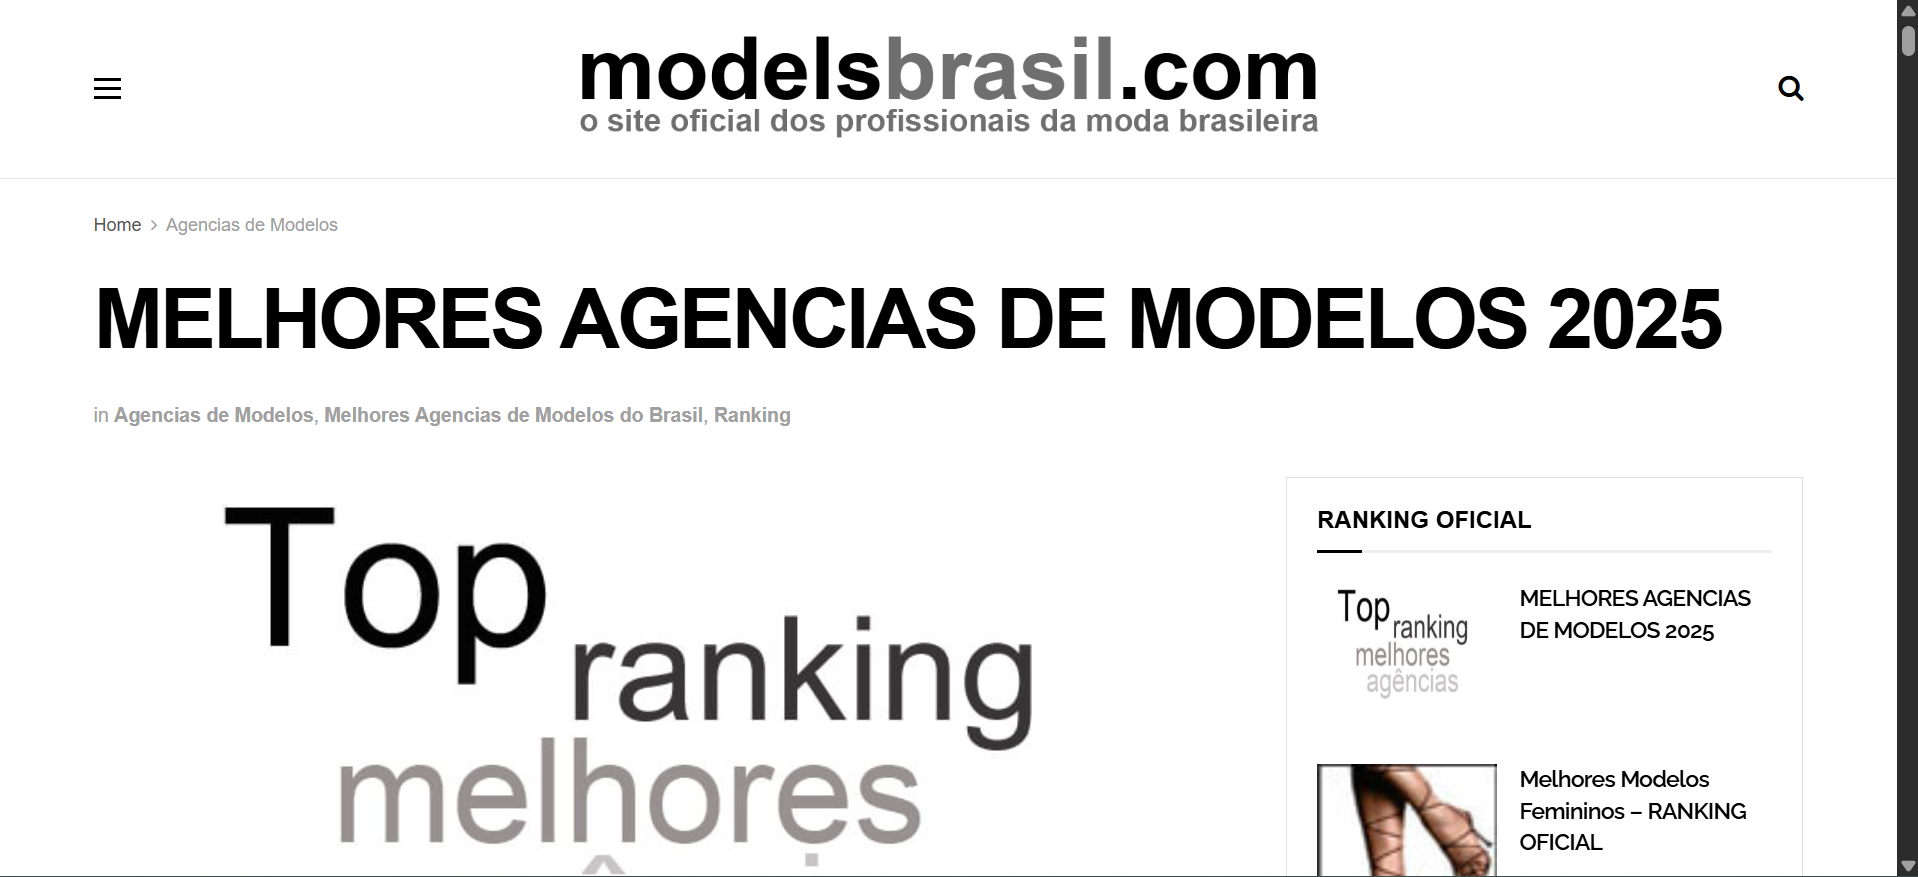 modelsbrasil.com
o site oficial dos profissionais da moda brasileira
Home > Agencias de Modelos
MELHORES AGENCIAS DE MODELOS 2025
in Agencias de Modelos, Melhores Agencias de Modelos do Brasil, Ranking
Top
ranking
melhores
RANKING OFICIAL
Top
ranking
melhores
agências
MELHORES AGENCIAS
DE MODELOS 2025
Melhores Modelos
Femininos – RANKING
OFICIAL